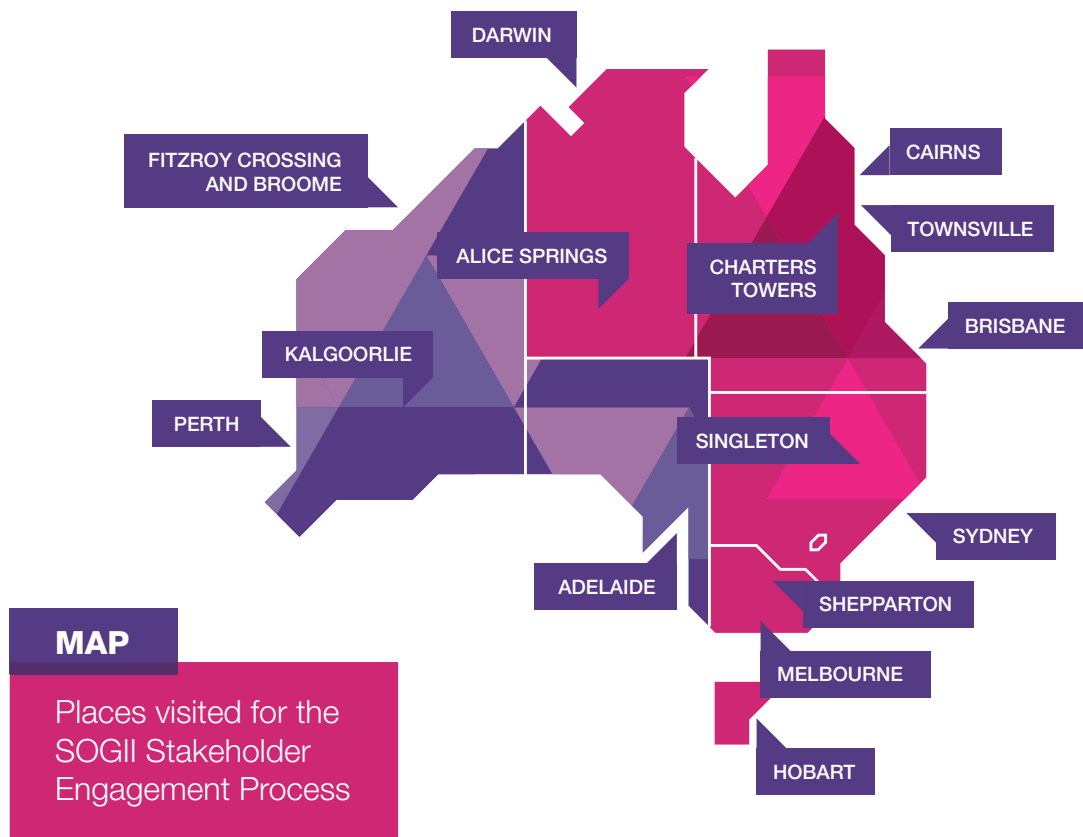 DARWIN
FITZROY CROSSING
AND BROOME
CAIRNS
TOWNSVILLE
ALICE SPRINGS
CHARTERS
TOWERS
BRISBANE
KALGOORLIE
PERTH
SINGLETON
SYDNEY
ADELAIDE
SHEPPARTON
MELBOURNE
HOBART
MAP
Places visited for the
SOGII Stakeholder
Engagement Process